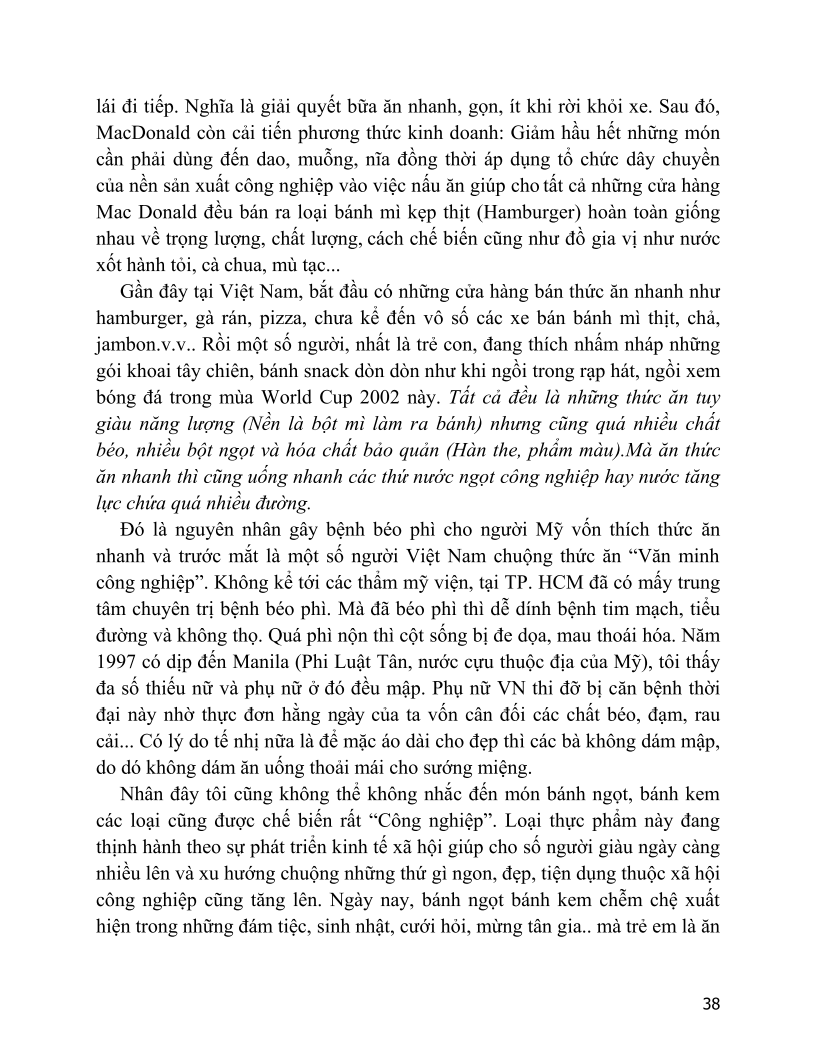 lái đi tiếp. Nghĩa là giải quyết bữa ăn nhanh, gọn, ít khi rời khỏi xe. Sau đó,
MacDonald còn cải tiến phương thức kinh doanh: Giảm hầu hết những món
cần phải dùng đến dao, muỗng, nĩa đồng thời áp dụng tổ chức dây chuyền
của nền sản xuất công nghiệp vào việc nấu ăn giúp cho tất cả những cửa hàng
Mac Donald đều bán ra loại bánh mì kẹp thịt (Hamburger) hoàn toàn giống
nhau về trọng lượng, chất lượng, cách chế biến cũng như đồ gia vị như nước
xốt hành tỏi, cà chua, mù tạc...
Gần đây tại Việt Nam, bắt đầu có những cửa hàng bán thức ăn nhanh như
hamburger, gà rán, pizza, chưa kể đến vô số các xe bán bánh mì thịt, chả,
jambon.v.v.. Rồi một số người, nhất là trẻ con, đang thích nhấm nháp những
gói khoai tây chiên, bánh snack dòn dòn như khi ngồi trong rạp hát, ngồi xem
bóng đá trong mùa World Cup 2002 này. Tất cả đều là những thức ăn tuy
giàu năng lượng (Nền là bột mì làm ra bánh) nhưng cũng quá nhiều chất
béo, nhiều bột ngọt và hóa chất bảo quản (Hàn the, phẩm màu).Mà ăn thức
ăn nhanh thì cũng uống nhanh các thứ nước ngọt công nghiệp hay nước tăng
lực chứa quá nhiều đường.
Đó là nguyên nhân gây bệnh béo phì cho người Mỹ vốn thích thức ăn
nhanh và trước mắt là một số người Việt Nam chuộng thức ăn “Văn minh
công nghiệp”. Không kể tới các thẩm mỹ viện, tại TP. HCM đã có mấy trung
tâm chuyên trị bệnh béo phì. Mà đã béo phì thì dễ dính bệnh tim mạch, tiểu
đường và không thọ. Quá phì nộn thì cột sống bị đe dọa, mau thoái hóa. Năm
1997 có dịp đến Manila (Phi Luật Tân, nước cựu thuộc địa của Mỹ), tôi thấy
đa số thiếu nữ và phụ nữ ở đó đều mập. Phụ nữ VN thi đỡ bị căn bệnh thời
đại này nhờ thực đơn hằng ngày của ta vốn cân đối các chất béo, đạm, rau
cải... Có lý do tế nhị nữa là để mặc áo dài cho đẹp thì các bà không dám mập,
do dó không dám ăn uống thoải mái cho sướng miệng.
Nhân đây tôi cũng không thể không nhắc đến món bánh ngọt, bánh kem
các loại cũng được chế biến rất “Công nghiệp”. Loại thực phẩm này đang
thịnh hành theo sự phát triển kinh tế xã hội giúp cho số người giàu ngày càng
nhiều lên và xu hướng chuộng những thứ gì ngon, đẹp, tiện dụng thuộc xã hội
công nghiệp cũng tăng lên. Ngày nay, bánh ngọt bánh kem chễm chệ xuất
hiện trong những đám tiệc, sinh nhật, cưới hỏi, mừng tân gia.. mà trẻ em là ăn
38